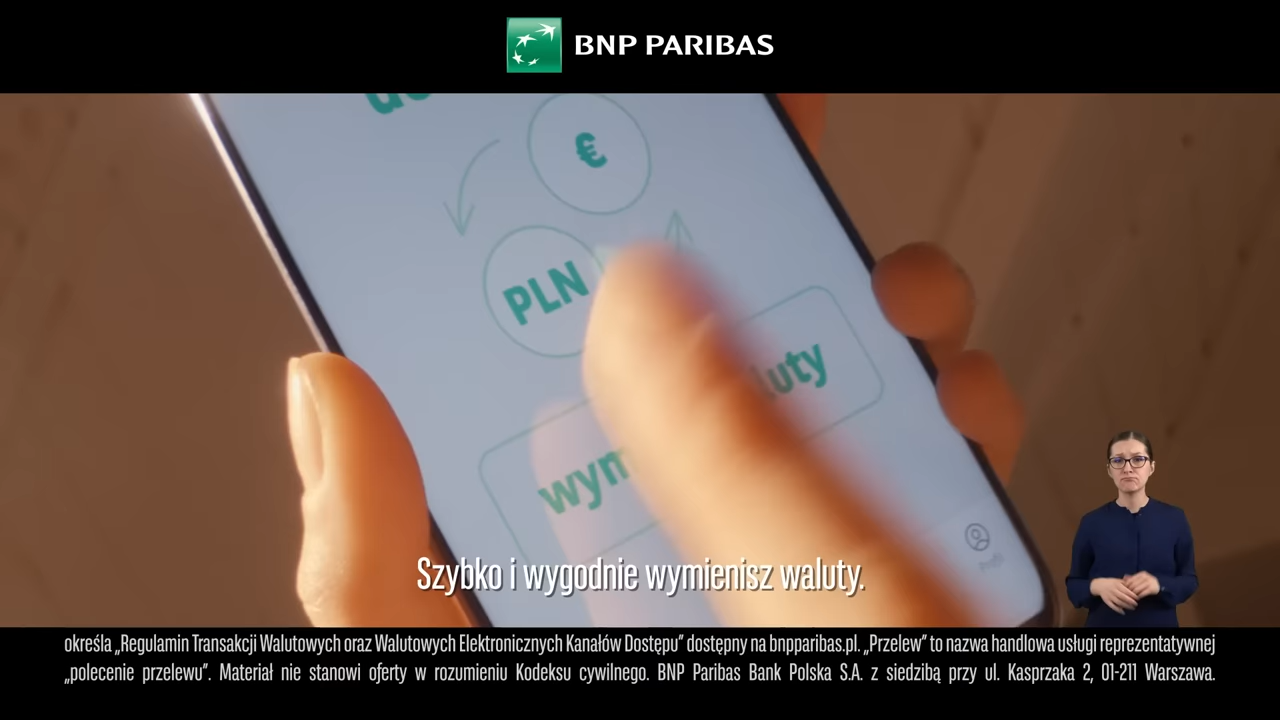 BNP PARIBAS
€
PLN
Szybko i wygodnie wymienisz waluty.
określa „Regulamin Transakcji Walutowych oraz Walutowych Elektronicznych Kanałów Dostępu” dostępny na bnpparibas.pl. „Przelew” to nazwa handlowa usługi reprezentatywnej
„polecenie przelewu”. Materiał nie stanowi oferty w rozumieniu Kodeksu cywilnego. BNP Paribas Bank Polska S.A. z siedzibą przy ul. Kasprzaka 2, 01-211 Warszawa.